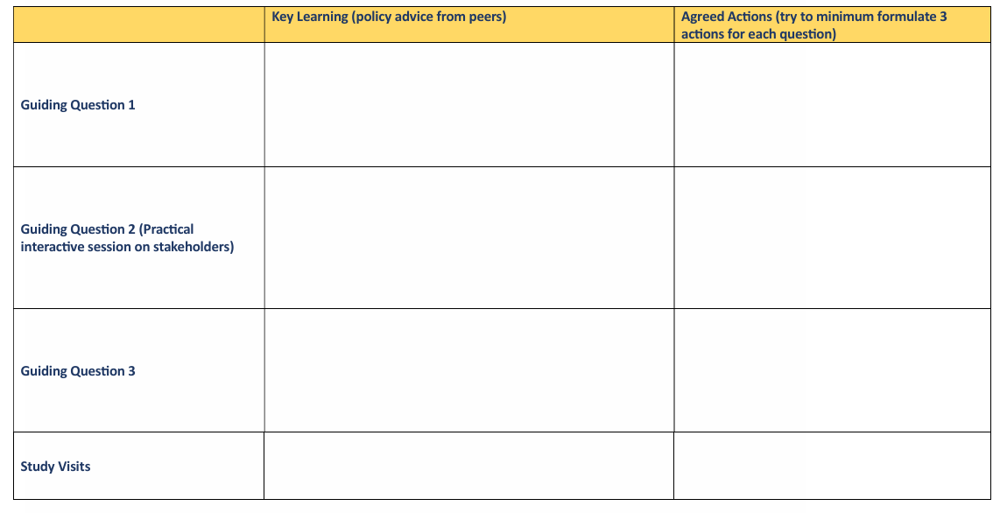 Key Learning (policy advice from peers)
Agreed Actions (try to minimum formulate 3
actions for each question)
Guiding Question 1
Guiding Question 2 (Practical
interactive session on stakeholders)
Guiding Question 3
Study Visits